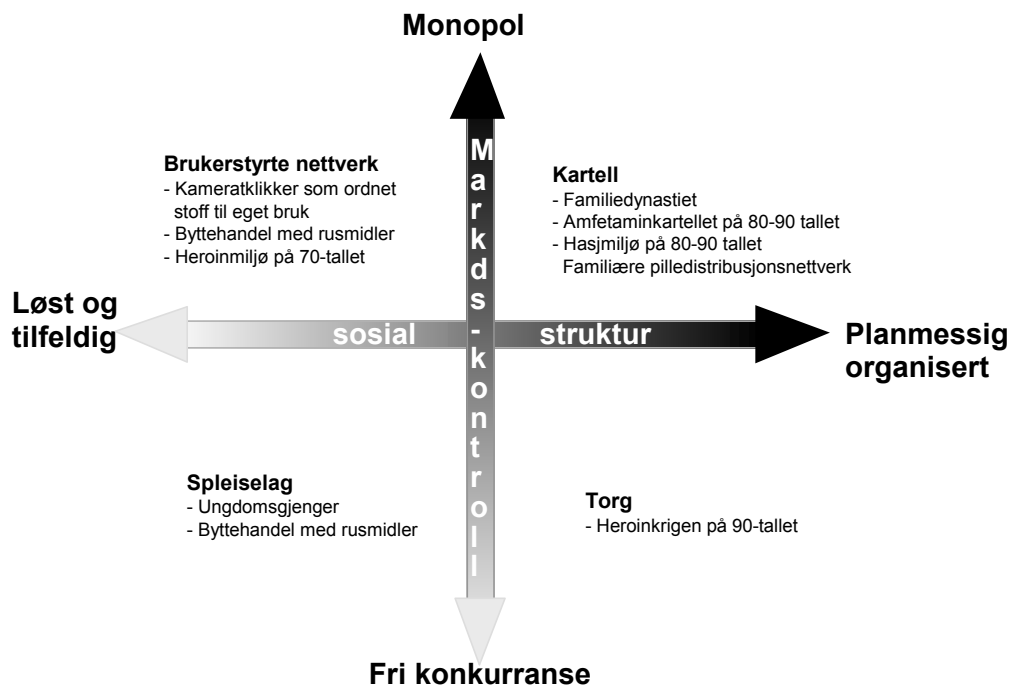 Monopol
Brukerstyrte nettverk
- Kameratklikker som ordnet
stoff til eget bruk
- Byttehandel med rusmidler
- Heroinmiljø på 70-tallet
Kartell
- Familiedynastiet
- Amfetaminkartellet på 80-90 tallet
- Hasjmiljø på 80-90 tallet
Familiære pilledistribusjonsnettverk
Markds-kontroll
Løst og
tilfeldig
sosial
struktur
Planmessig
organisert
Spleiselag
- Ungdomsgjenger
- Byttehandel med rusmidler
Torg
- Heroinkrigen på 90-tallet
Fri konkurranse